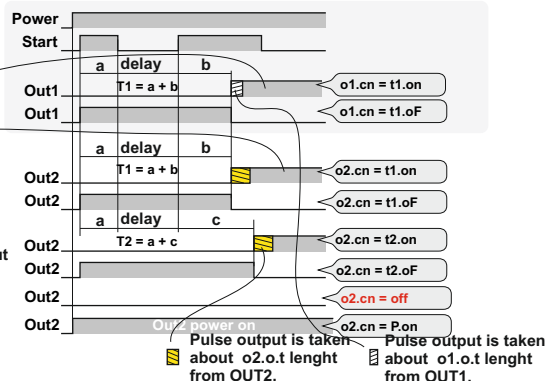 Power
Start
a delay b
T1 = a + b
Out1
o1.cn = t1.on
Out1
o1.cn = t1.oF
a delay b
T1 = a + b
Out2
o2.cn = t1.on
Out2
o2.cn = t1.oF
a delay c
T2 = a + c
Out2
o2.cn = t2.on
Out2
o2.cn = t2.oF
Out2
o2.cn = off
Out2
Out2 power on
o2.cn = P.on
Pulse output is taken
about o2.o.t lenght
from OUT2.
Pulse output is taken
about o1.o.t lenght
from OUT1.